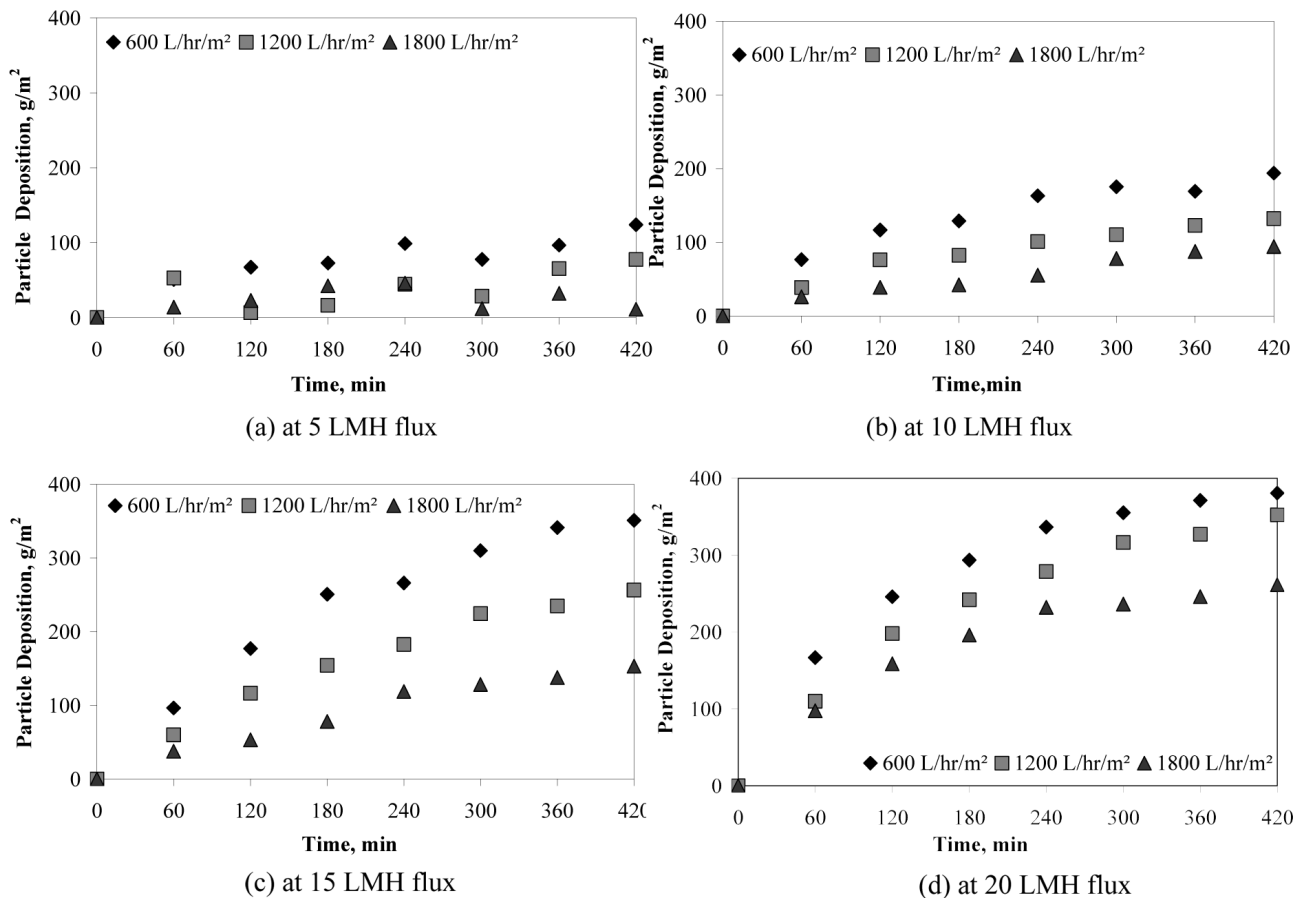 400
300
200
100
0
Particle Deposition, g/m²
600 L/hr/m² 1200 L/hr/m² 1800 L/hr/m²
0 60 120 180 240 300 360 420
Time, min
(a) at 5 LMH flux
400
300
200
100
0
Particle Deposition, g/m²
600 L/hr/m² 1200 L/hr/m² 1800 L/hr/m²
0 60 120 180 240 300 360 420
Time,min
(b) at 10 LMH flux
400
300
200
100
0
Particle Deposition, g/m²
600 L/hr/m² 1200 L/hr/m² 1800 L/hr/m²
0 60 120 180 240 300 360 420
Time, min
(c) at 15 LMH flux
400
300
200
100
0
Particle Deposition, g/m²
600 L/hr/m² 1200 L/hr/m² 1800 L/hr/m²
0 60 120 180 240 300 360 420
Time, min
(d) at 20 LMH flux